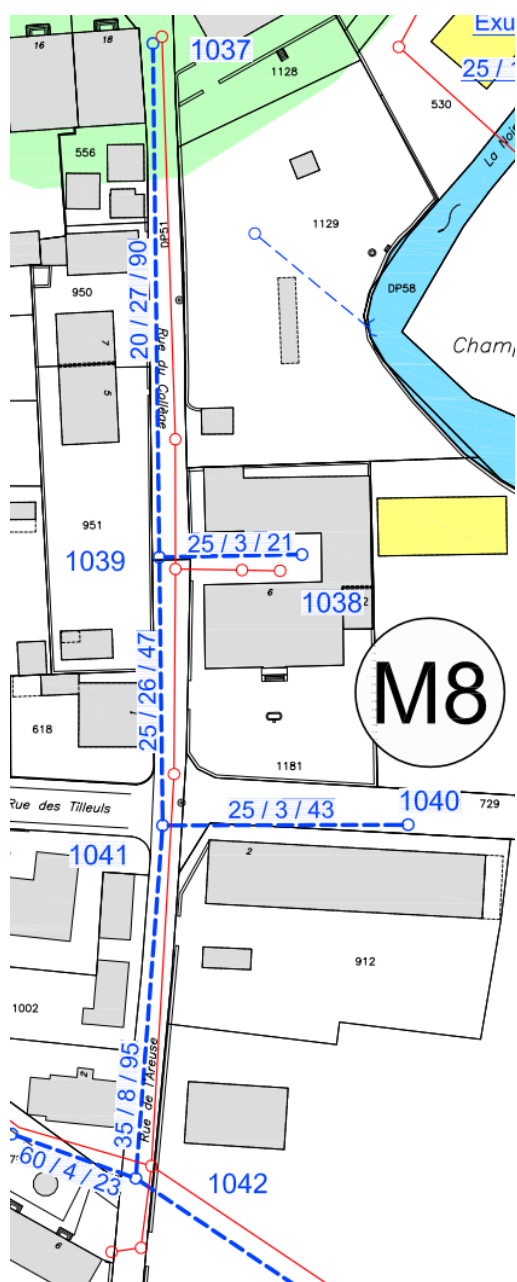 Exu
16
18
1037
1128
25 / 1
530
La Nois
556
DP51
1129
20 / 27 / 90
950
DP58
7
Rue du Collège
5
Champ
951
25 / 3 / 21
1039
6
1038
2
25 / 26 / 47
M8
1
618
1181
Rue des Tilleuls
25 / 3 / 43
1040
729
1041
2
912
1002
35 / 8 / 95
Rue de l'Areuse
2
60 / 4 / 23
1042
6